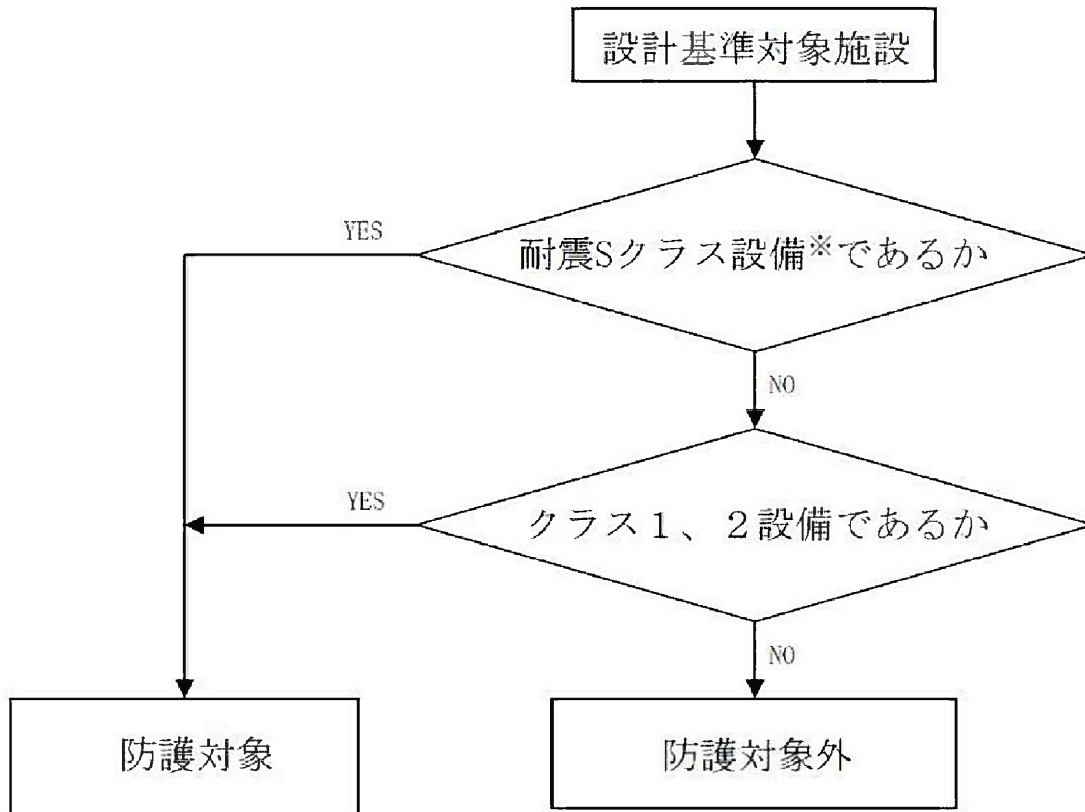 設計基準対象施設
YES
耐震Sクラス設備※であるか
NO
YES
クラス1、2設備であるか
NO
防護対象
防護対象外